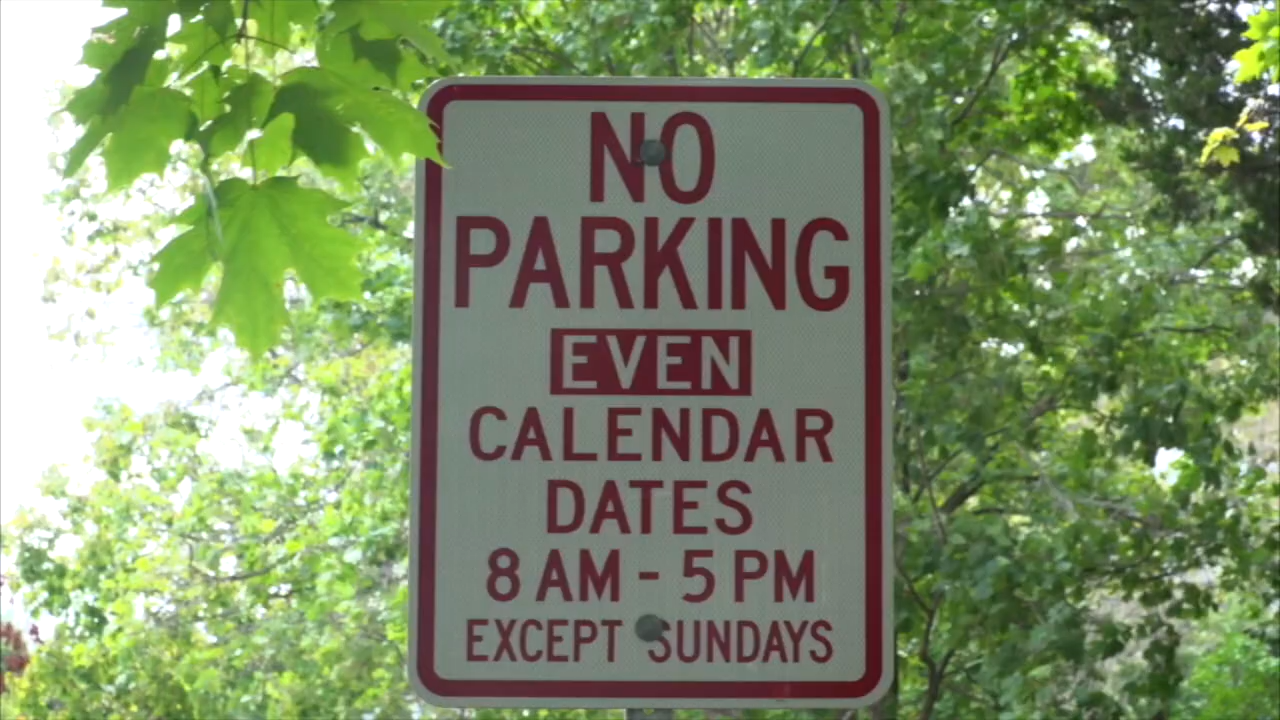 NO
PARKING
EVEN
CALENDAR
DATES
8 AM - 5 PM
EXCEPT SUNDAYS